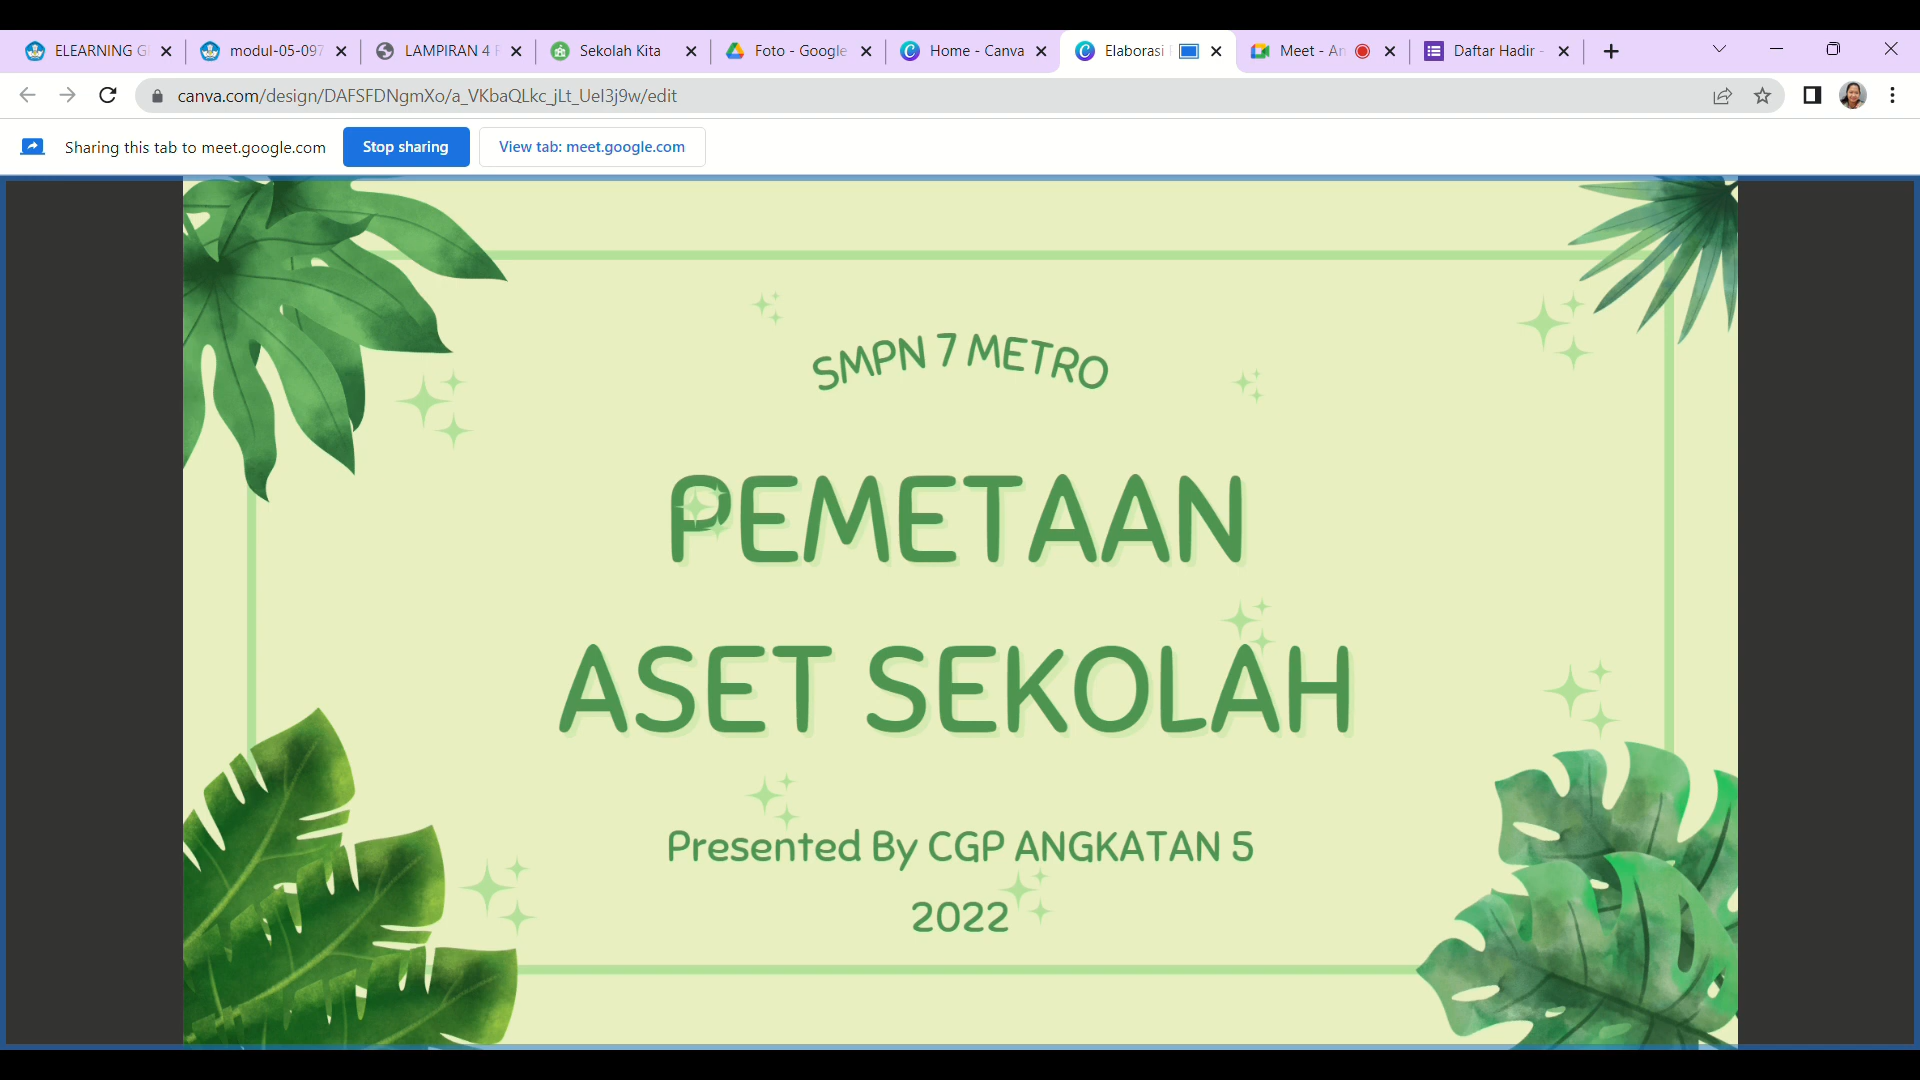 ELEARNING G
modul-05-097
LAMPIRAN 4 F
Sekolah Kita
Foto - Google
Home - Canva
Elaborasi
Meet - An
Daftar Hadir -
canva.com/design/DAFSFDNgmXo/a_VKbaQLkc_jLt_UeI3j9w/edit
Sharing this tab to meet.google.com
Stop sharing
View tab: meet.google.com
SMPN 7 METRO
PEMETAAN
ASET SEKOLAH
Presented By CGP ANGKATAN 5
2022